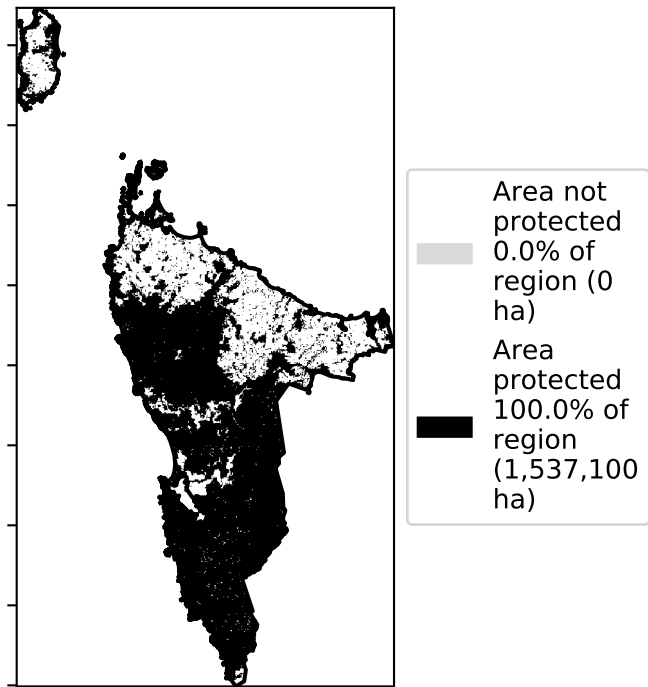 Area not
protected
0.0% of
region (0
ha)
Area
protected
100.0% of
region
(1,537,100
ha)